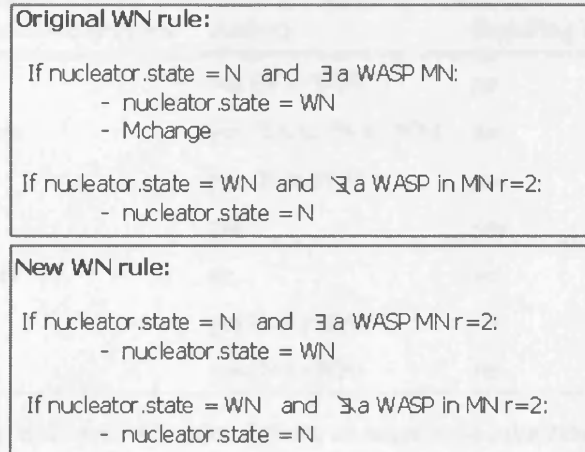 Original WN rule:
If nucleator.state = N and ∃ a WASP MN:
- nucleator.state = WN
- Mchange
If nucleator.state = WN and ∄ a WASP in MN r=2:
- nucleator.state = N
New WN rule:
If nucleator.state = N and ∃ a WASP MN r=2:
- nucleator.state = WN
If nucleator.state = WN and ∄ a WASP in MN r=2:
- nucleator.state = N